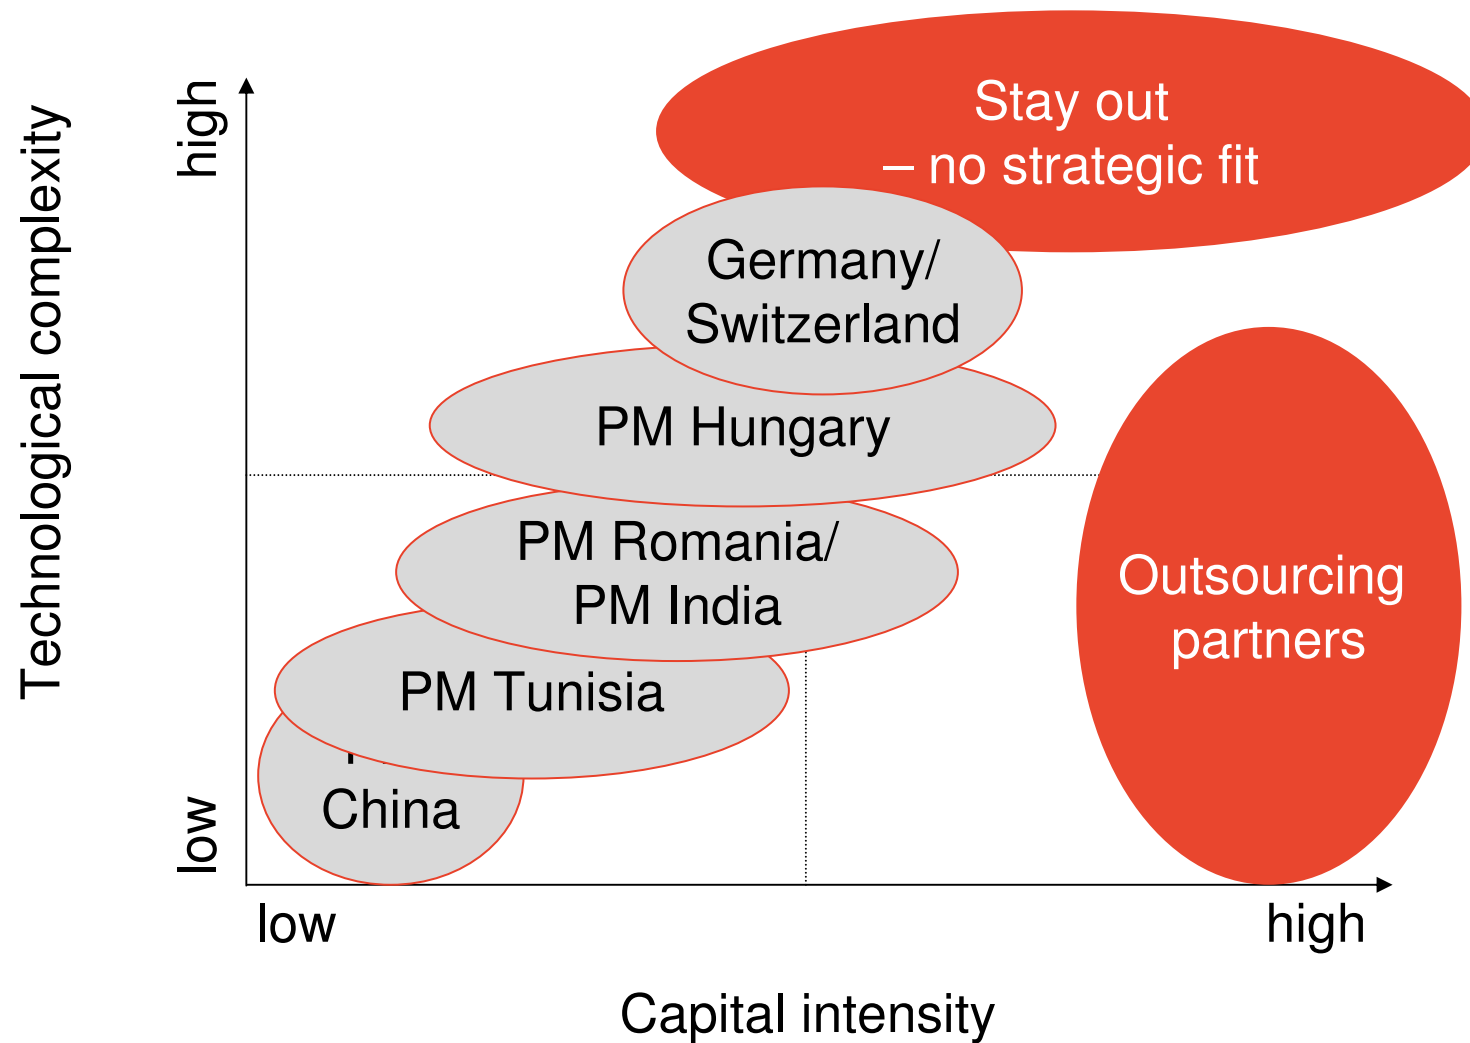 Technological complexity
high
low
Stay out
– no strategic fit
Germany/
Switzerland
PM Hungary
PM Romania/
PM India
PM Tunisia
China
Outsourcing
partners
low
high
Capital intensity